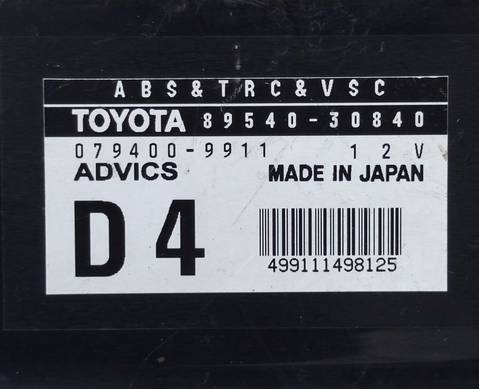 ABS&TRC&VSC
TOYOTA 89540-30840
079400-9911 12V
ADVICS MADE IN JAPAN
D4
499111498125